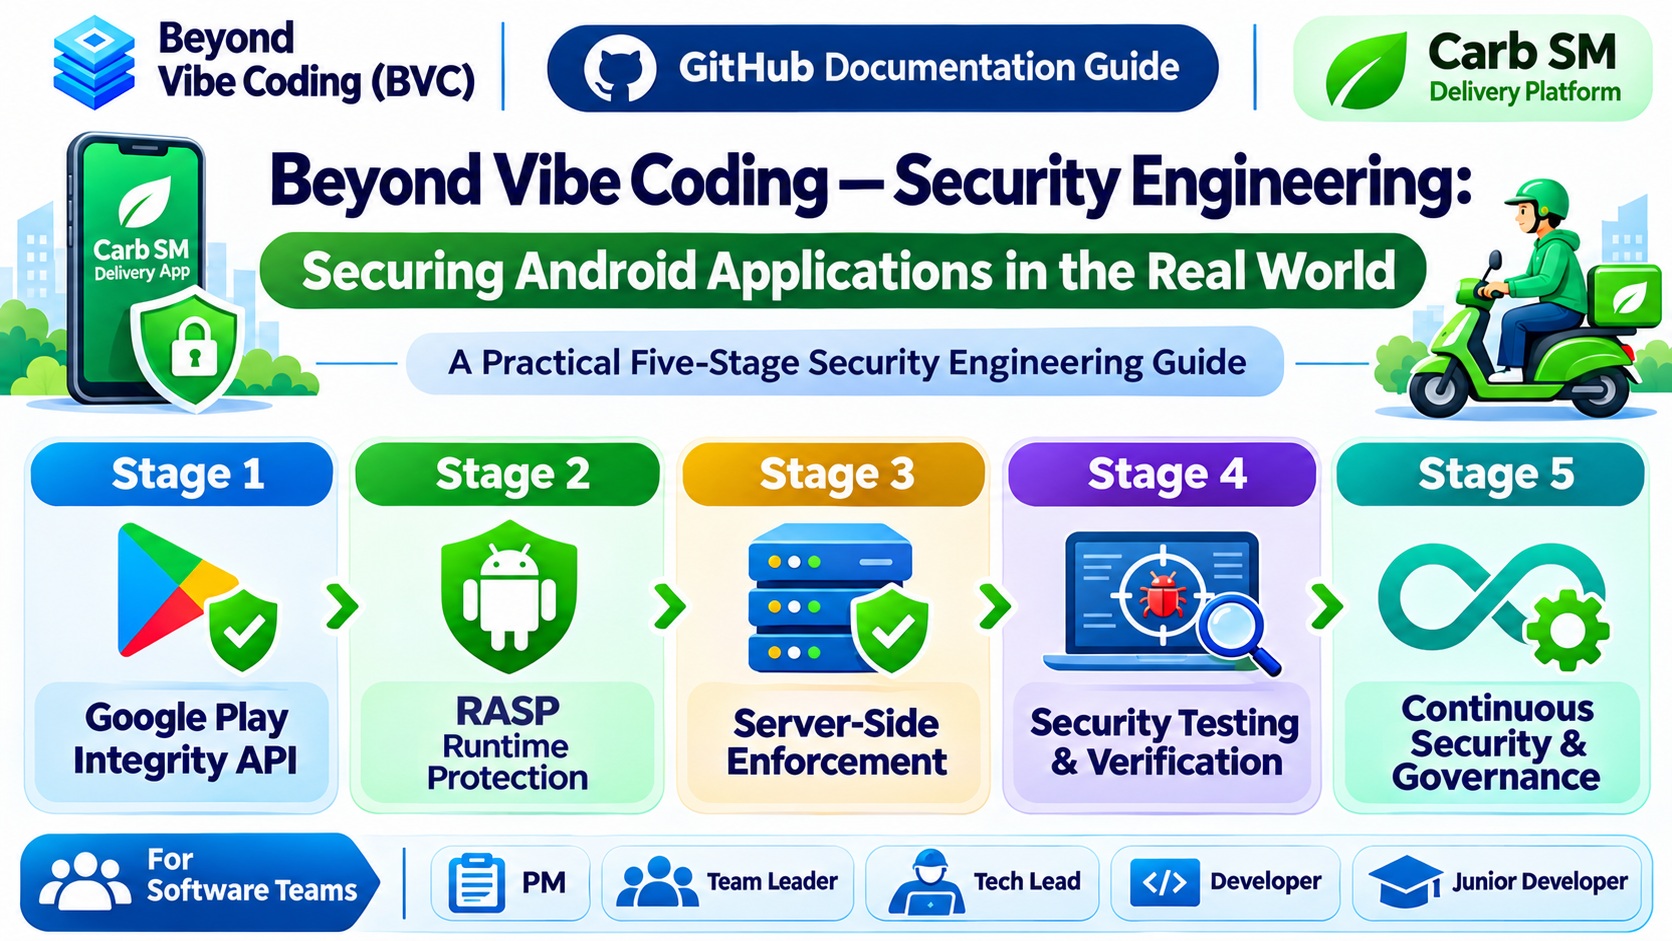 Beyond
Vibe Coding (BVC)
GitHub Documentation Guide
Carb SM
Delivery Platform
Beyond Vibe Coding — Security Engineering:
Securing Android Applications in the Real World
A Practical Five-Stage Security Engineering Guide
Carb SM
Delivery App
Stage 1
Google Play
Integrity API
Stage 2
RASP
Runtime
Protection
Stage 3
Server-Side
Enforcement
Stage 4
Security Testing
& Verification
Stage 5
Continuous
Security &
Governance
For
Software Teams
PM
Team Leader
Tech Lead
</>
Developer
Junior Developer